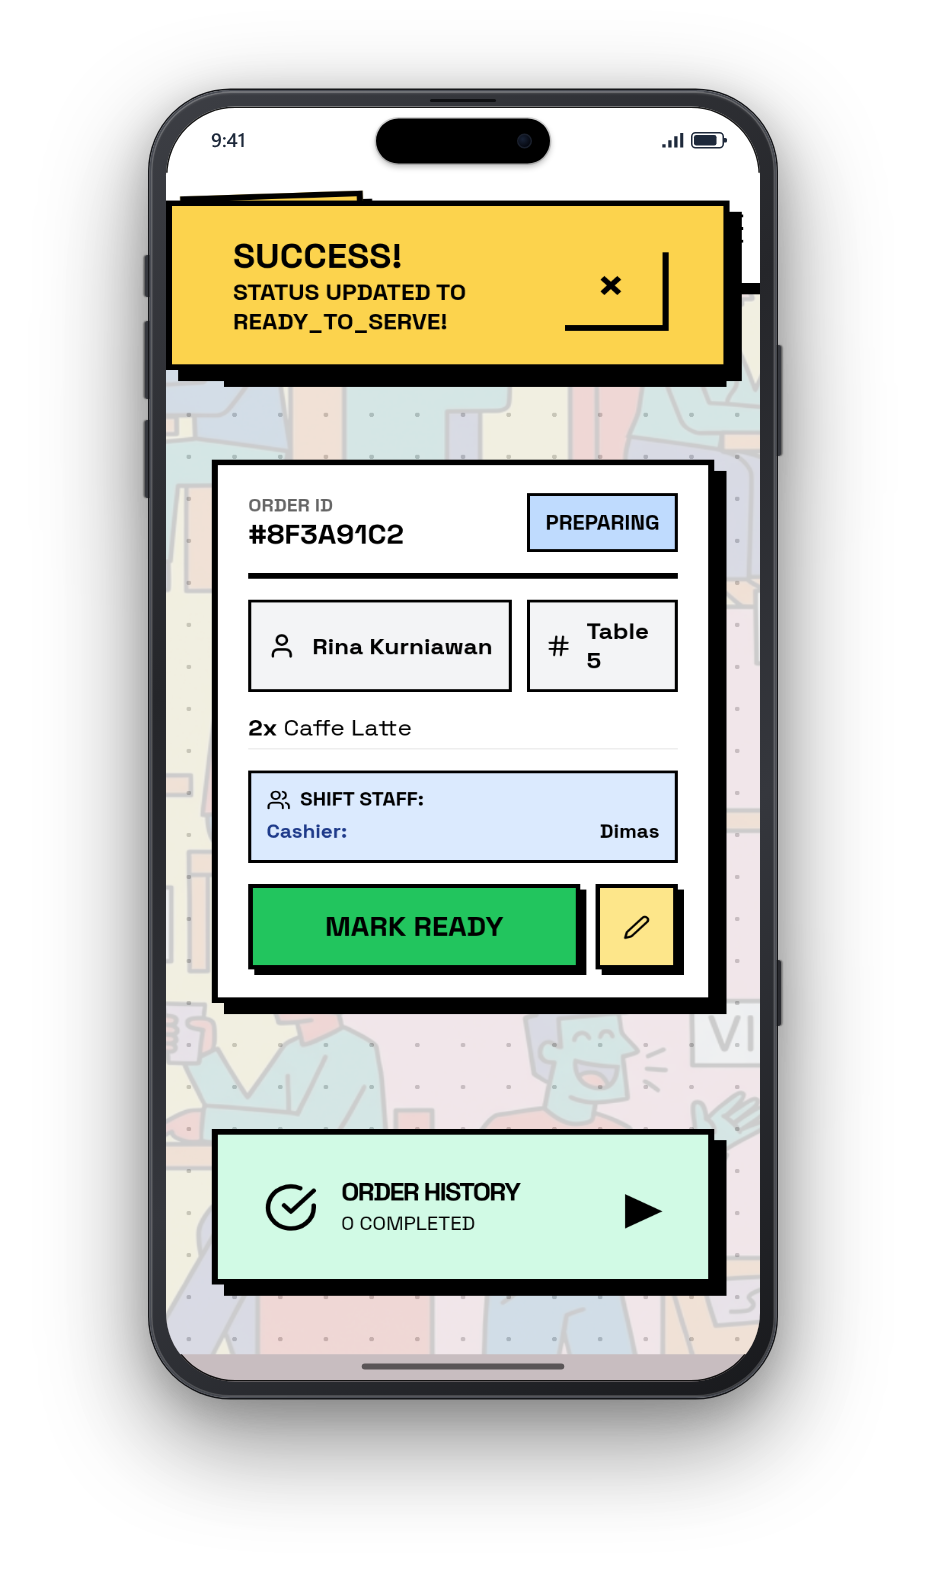 9:41
SUCCESS!
STATUS UPDATED TO
READY_TO_SERVE!
×
ORDER ID
#8F3A91C2
PREPARING
Rina Kurniawan
Table
5
2x Caffe Latte
SHIFT STAFF:
Cashier:
Dimas
MARK READY
VI
ORDER HISTORY
0 COMPLETED